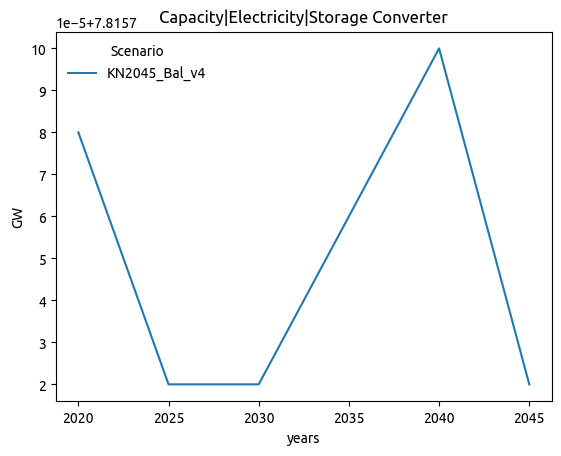 Capacity|Electricity|Storage Converter
1e−5+7.8157
Scenario
KN2045_Bal_v4
10
9
8
7
6
5
4
3
2
GW
2020 2025 2030 2035 2040 2045
years